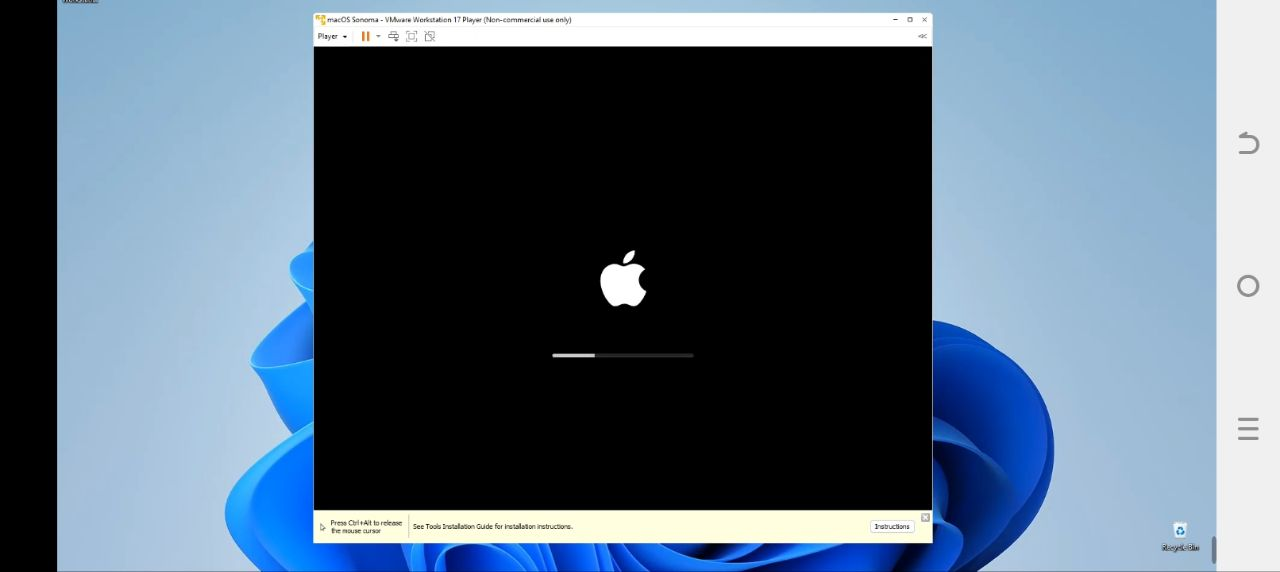 macOS Sonoma - VMware Workstation 17 Player (Non-commercial use only)
Player
Press Ctrl+Alt to release
the mouse cursor
See Tools Installation Guide for installation instructions.
Instructions
Recycle Bin